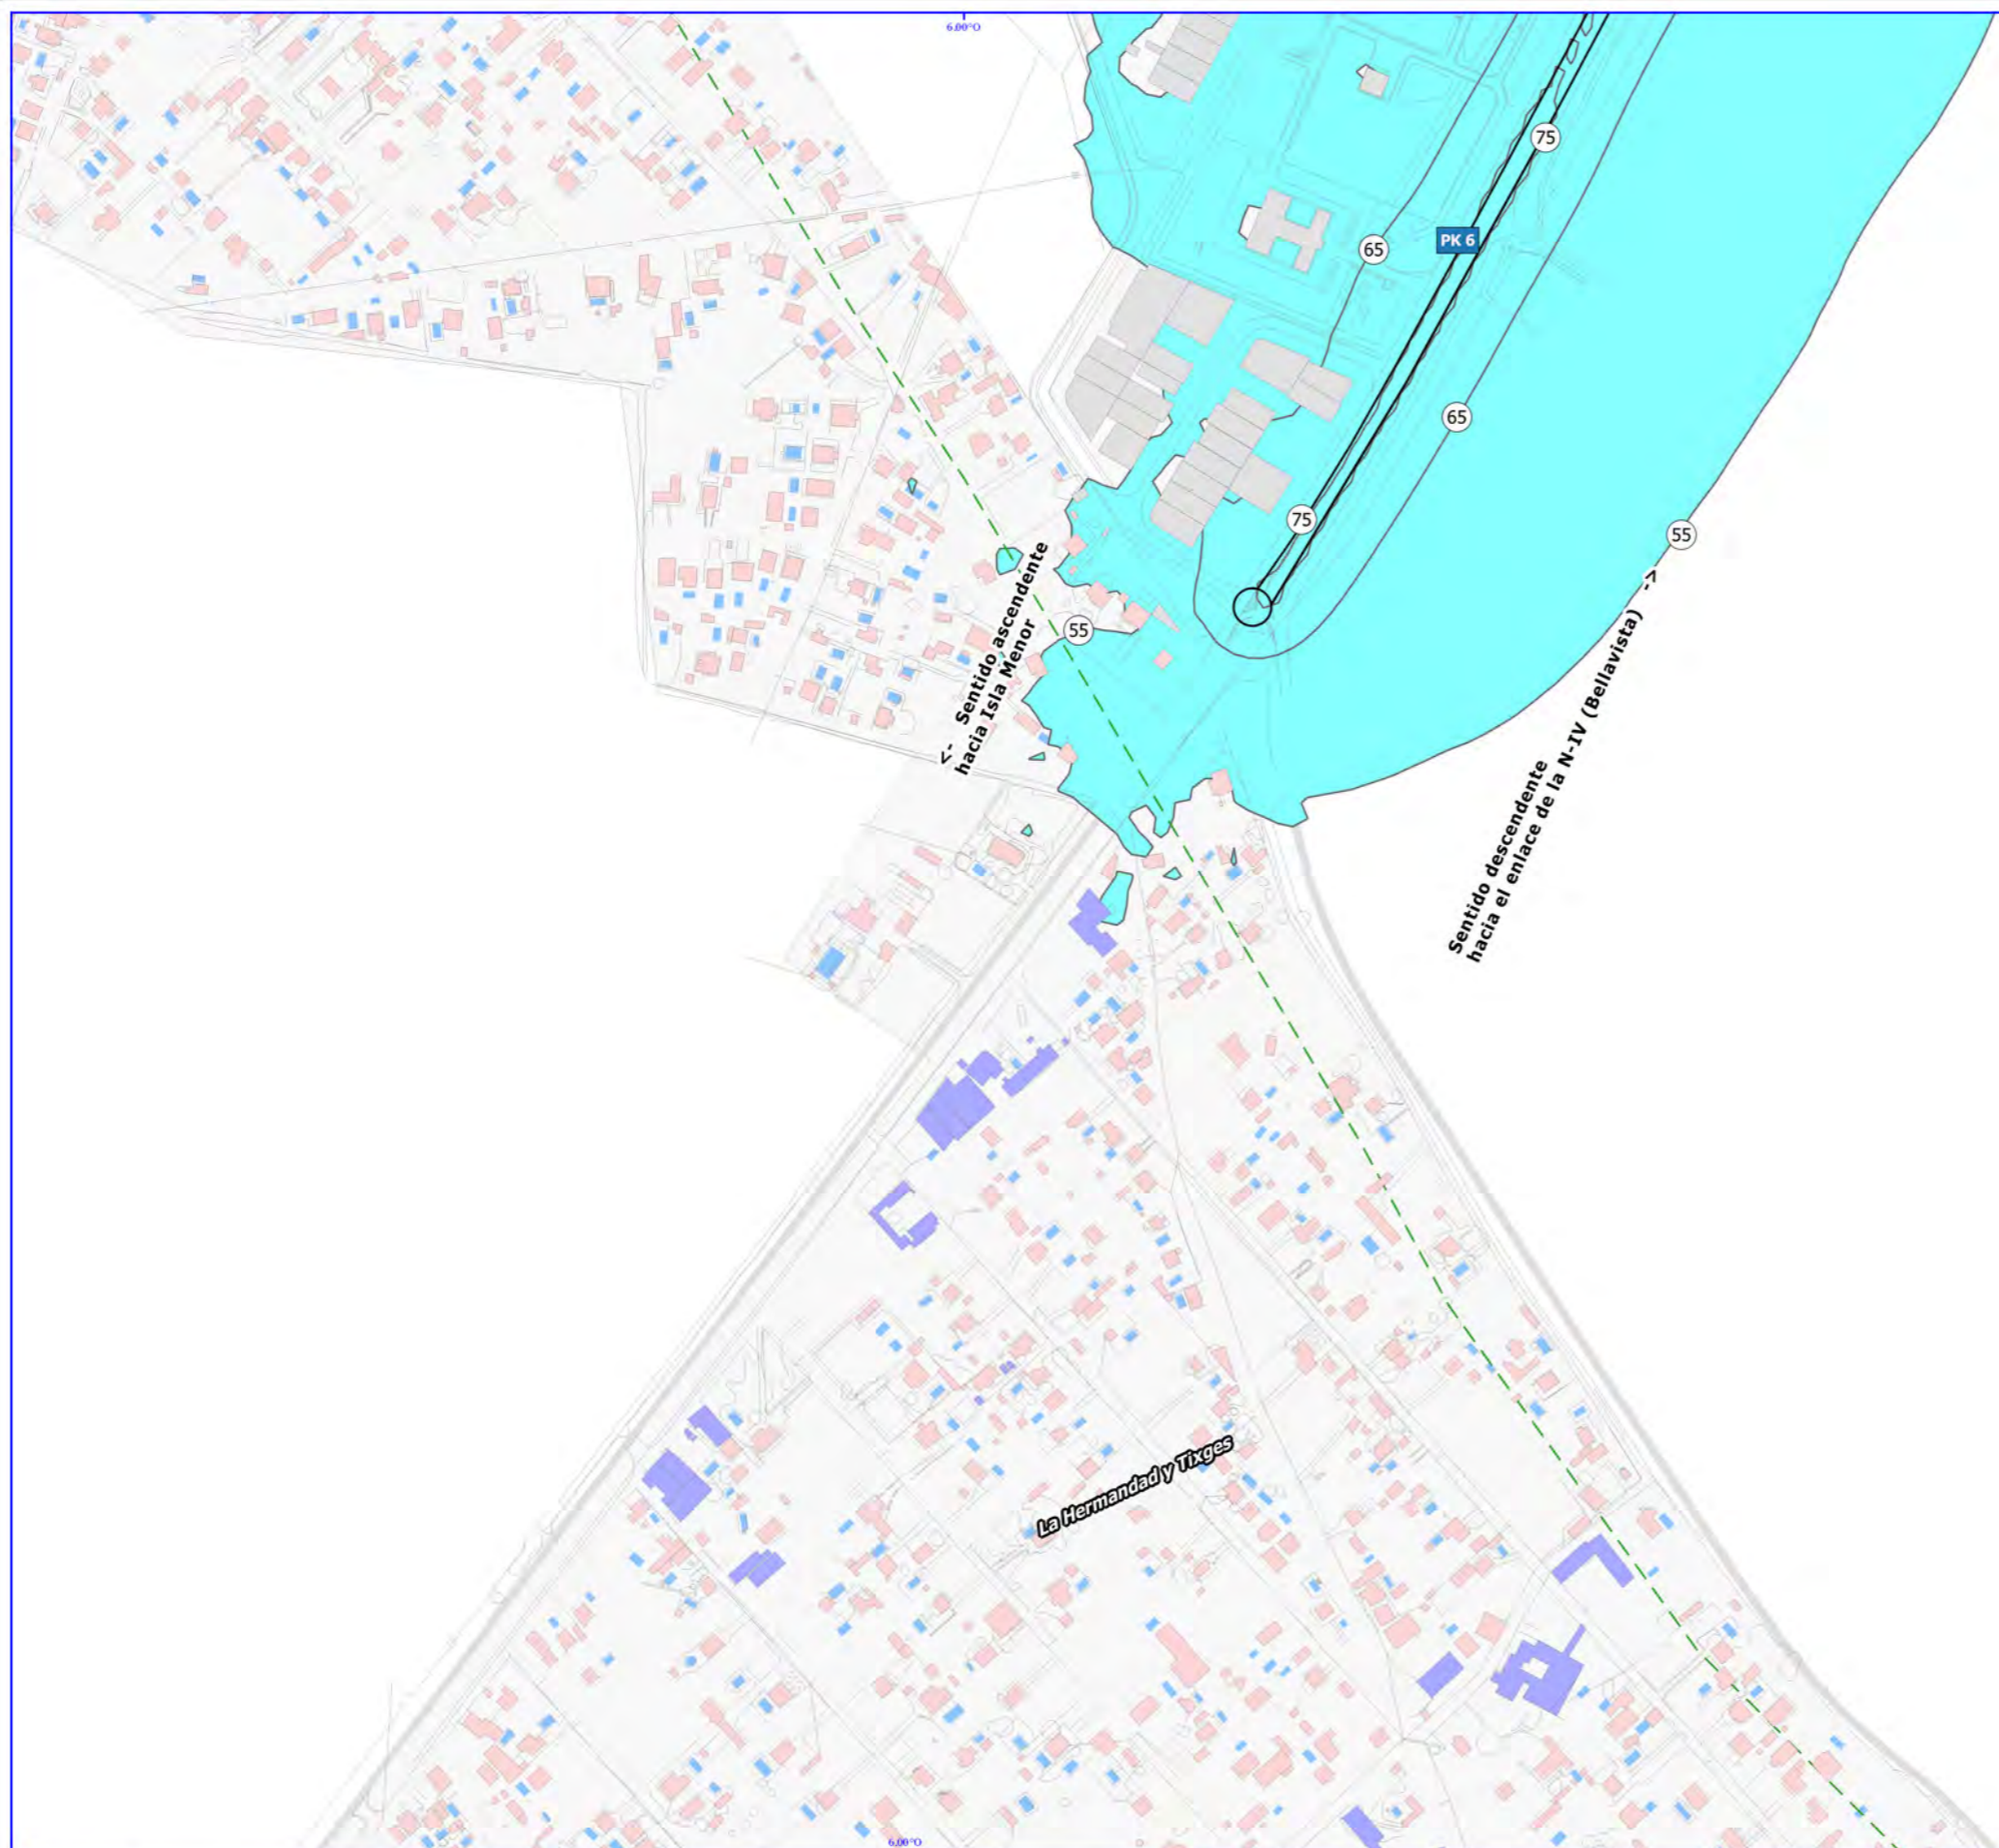 6.00°O
75
PK 6
65
65
75
55
55
<- Sentido ascendente
hacia Isla Menor
Sentido descendente
hacia el enlace de la N-IV (Bellavista) ->
La Hermandad y Tixges
6.00°O